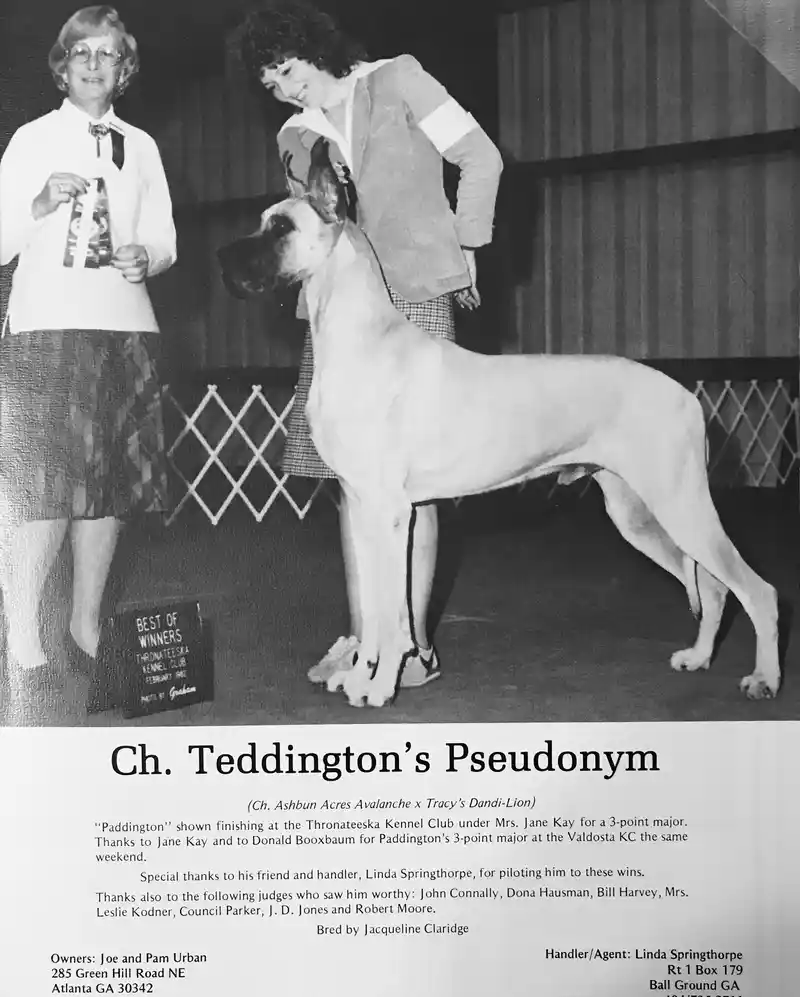 BEST OF
WINNERS
THRONATEESKA
KENNEL CLUB
FEBRUARY 1982
PHOTO BY Graham
Ch. Teddington's Pseudonym
(Ch. Ashbun Acres Avalanche x Tracy's Dandi-Lion)
"Paddington" shown finishing at the Thronateeska Kennel Club under Mrs. Jane Kay for a 3-point major.
Thanks to Jane Kay and to Donald Booxbaum for Paddington's 3-point major at the Valdosta KC the same
weekend.
Special thanks to his friend and handler, Linda Springthorpe, for piloting him to these wins.
Thanks also to the following judges who saw him worthy: John Connally, Dona Hausman, Bill Harvey, Mrs.
Leslie Kodner, Council Parker, J. D. Jones and Robert Moore.
Bred by Jacqueline Claridge
Owners: Joe and Pam Urban
285 Green Hill Road NE
Atlanta GA 30342
Handler/Agent: Linda Springthorpe
Rt 1 Box 179
Ball Ground GA